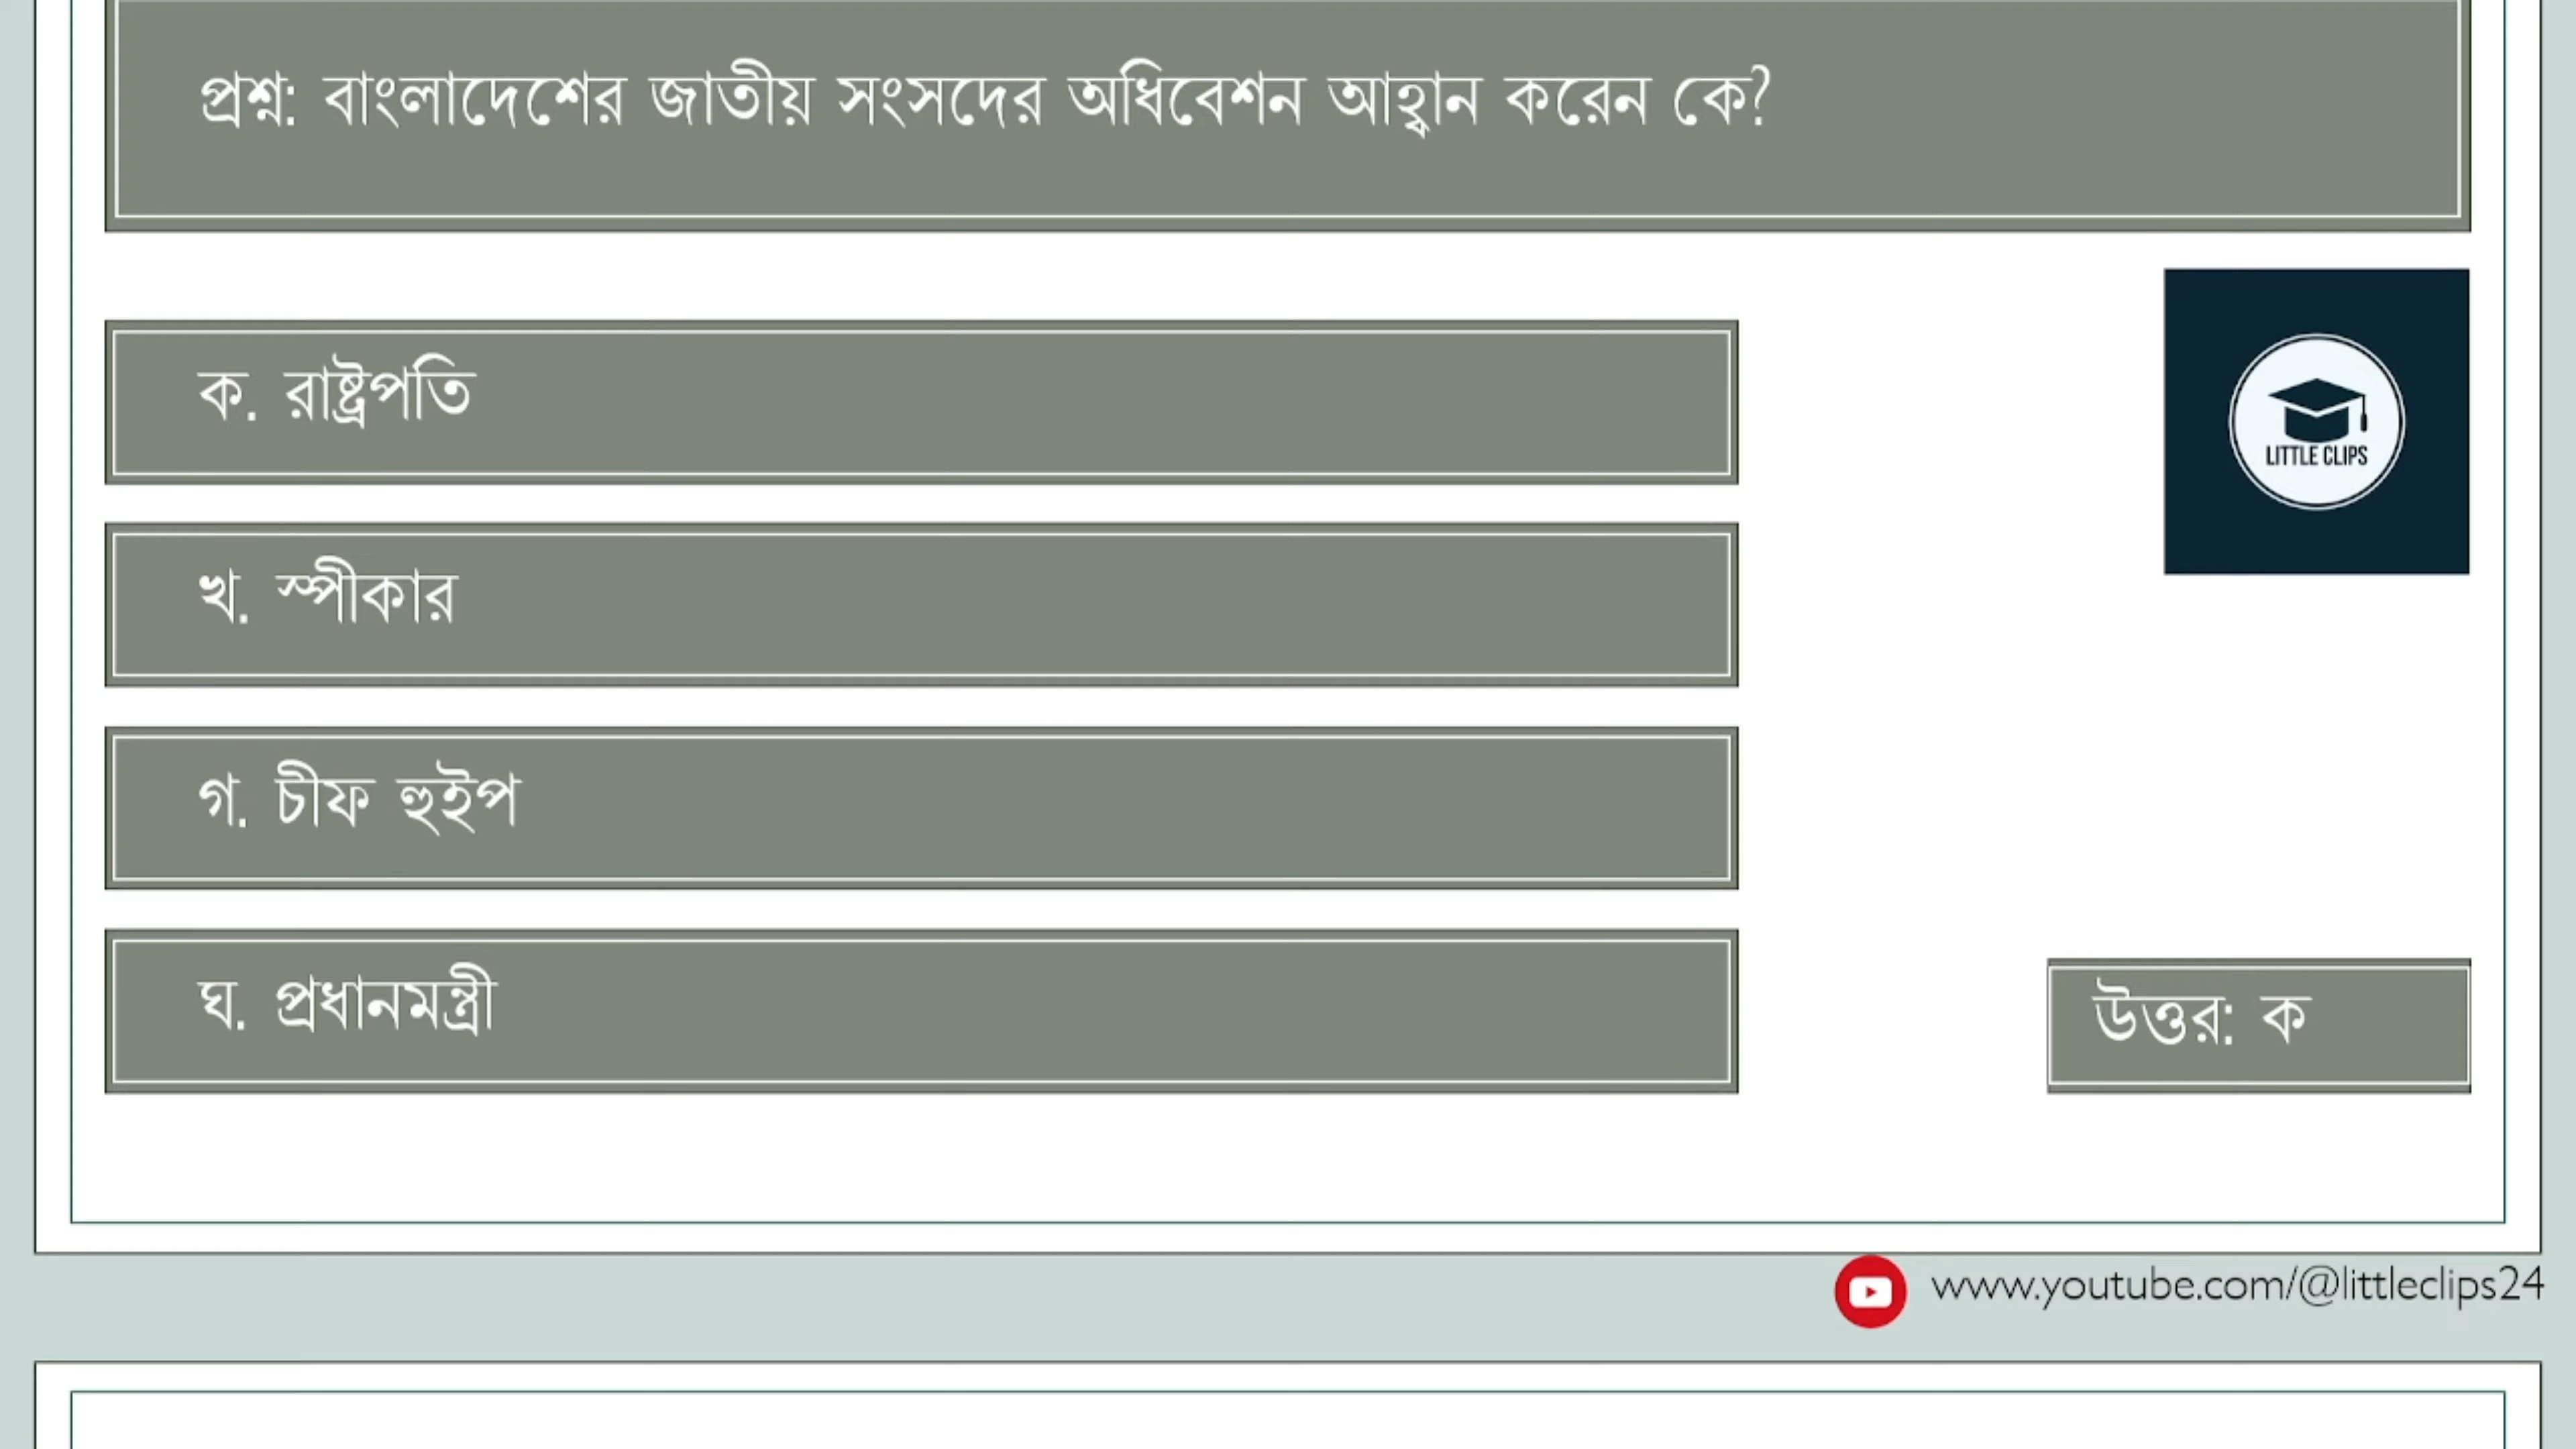 প্রশ্ন: বাংলাদেশের জাতীয় সংসদের অধিবেশন আহ্বান করেন কে?
ক. রাষ্ট্রপতি
LITTLE CLIPS
খ. স্পীকার
গ. চীফ হুইপ
ঘ. প্রধানমন্ত্রী
উত্তর: ক
www.youtube.com/@littleclips24